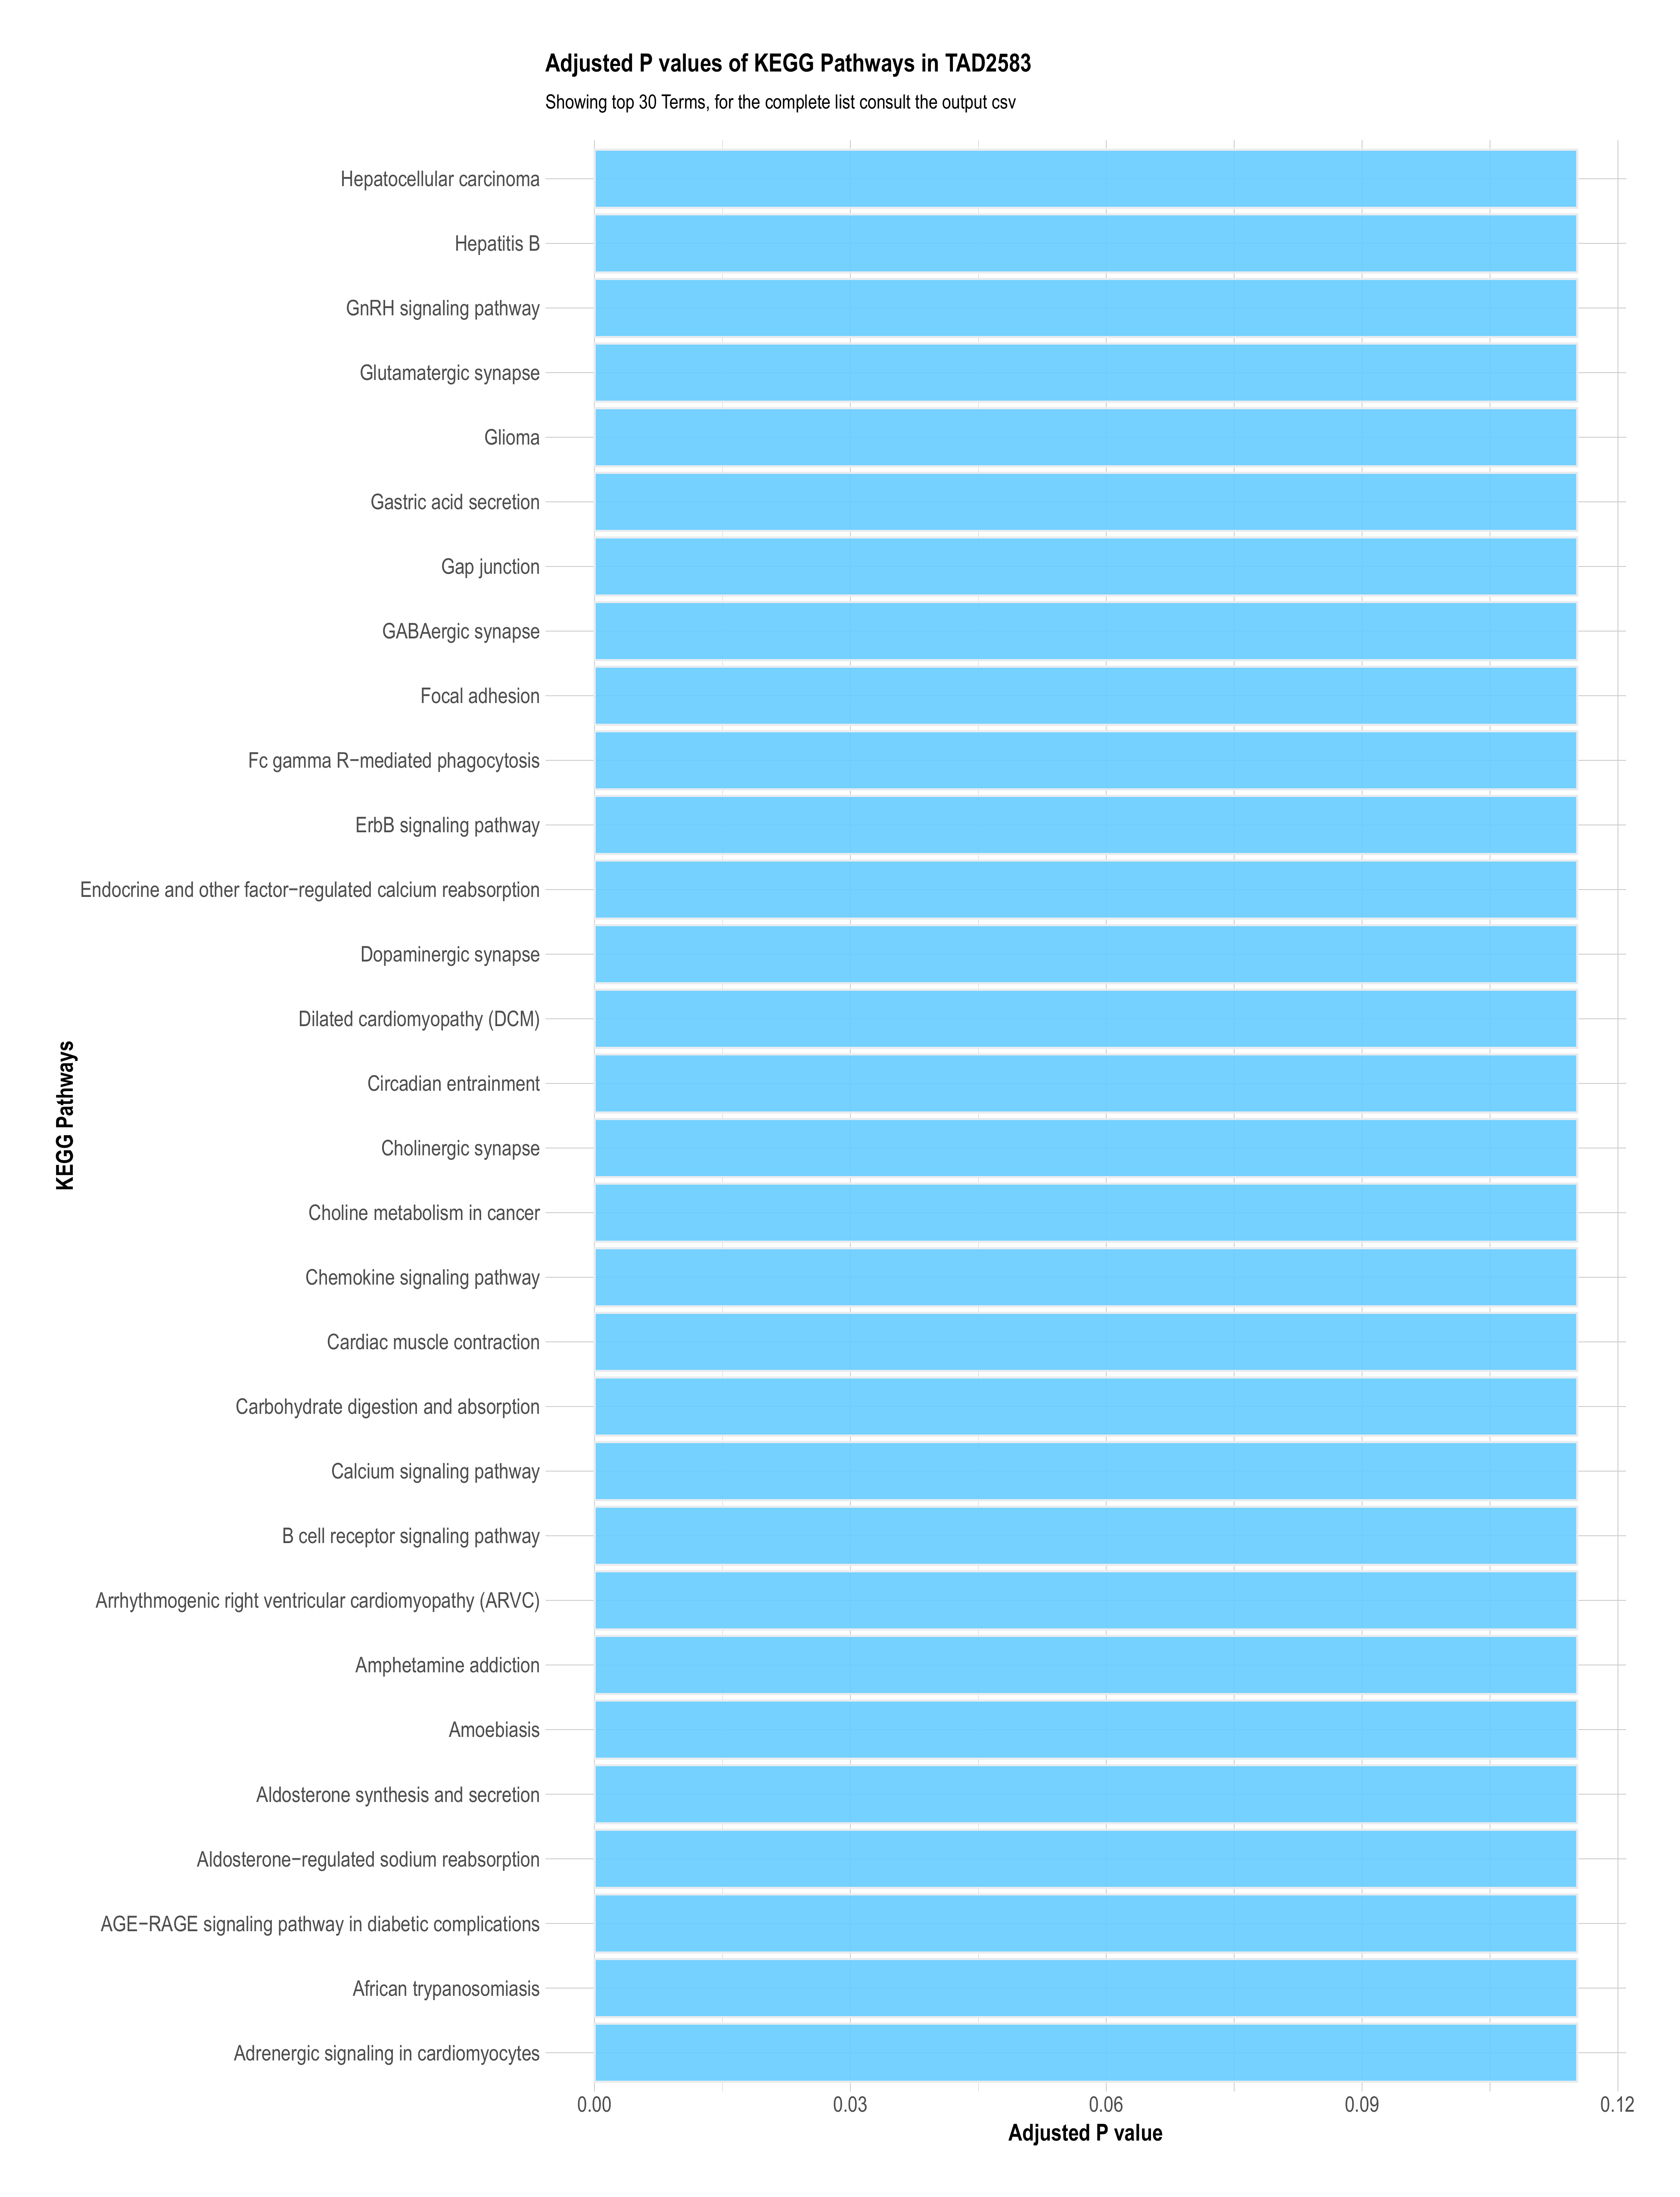 Adjusted P values of KEGG Pathways in TAD2583
Showing top 30 Terms, for the complete list consult the output csv
Hepatocellular carcinoma
Hepatitis B
GnRH signaling pathway
Glutamatergic synapse
Glioma
Gastric acid secretion
Gap junction
GABAergic synapse
Focal adhesion
Fc gamma R−mediated phagocytosis
ErbB signaling pathway
Endocrine and other factor−regulated calcium reabsorption
Dopaminergic synapse
Dilated cardiomyopathy (DCM)
Circadian entrainment
Cholinergic synapse
Choline metabolism in cancer
Chemokine signaling pathway
Cardiac muscle contraction
Carbohydrate digestion and absorption
Calcium signaling pathway
B cell receptor signaling pathway
Arrhythmogenic right ventricular cardiomyopathy (ARVC)
Amphetamine addiction
Amoebiasis
Aldosterone synthesis and secretion
Aldosterone−regulated sodium reabsorption
AGE−RAGE signaling pathway in diabetic complications
African trypanosomiasis
Adrenergic signaling in cardiomyocytes
KEGG Pathways
0.00 0.03 0.06 0.09 0.12
Adjusted P value